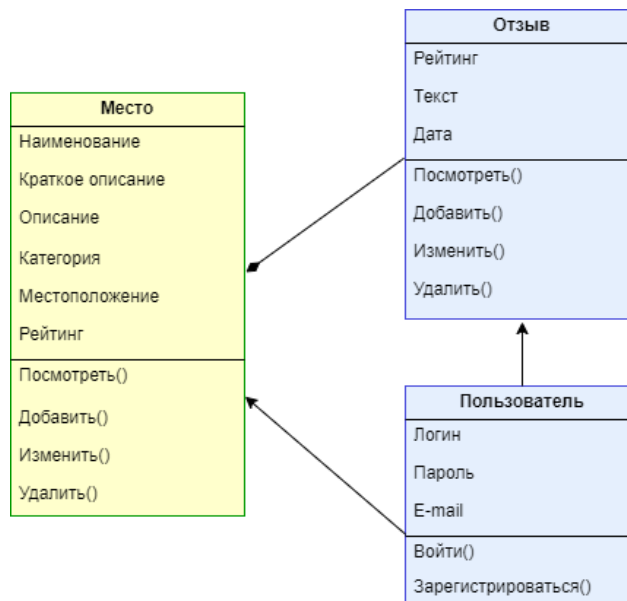 Место
Наименование
Краткое описание
Описание
Категория
Местоположение
Рейтинг
Посмотреть()
Добавить()
Изменить()
Удалить()
Отзыв
Рейтинг
Текст
Дата
Посмотреть()
Добавить()
Изменить()
Удалить()
Пользователь
Логин
Пароль
E-mail
Войти()
Зарегистрироваться()